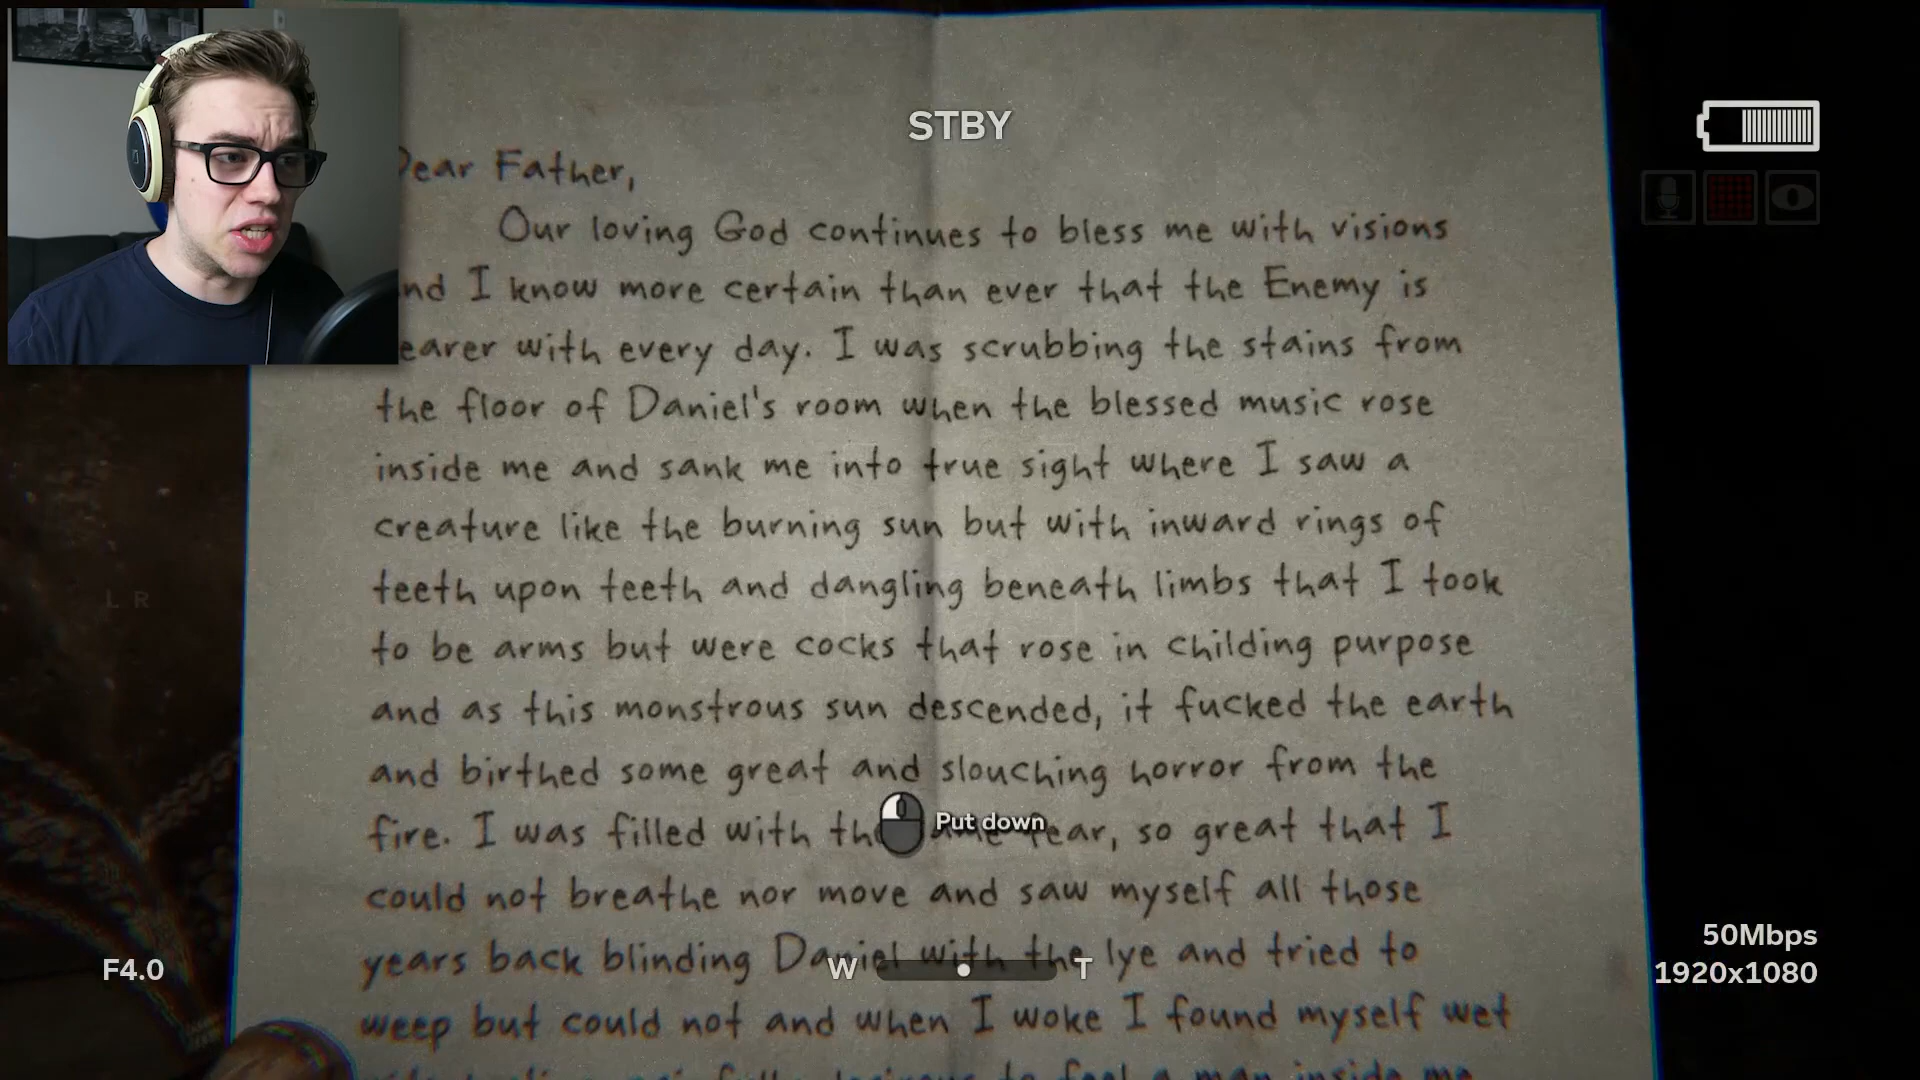 STBY
Dear Father,
Our loving God continues to bless me with visions
and I know more certain than ever that the Enemy is
nearer with every day. I was scrubbing the stains from
the floor of Daniel's room when the blessed music rose
inside me and sank me into true sight where I saw a
creature like the burning sun but with inward rings of
teeth upon teeth and dangling beneath limbs that I took
to be arms but were cocks that rose in childing purpose
and as this monstrous sun descended, it fucked the earth
and birthed some great and slouching horror from the
fire. I was filled with fear, so great that I
Put down
could not breathe nor move and saw myself all those
years back blinding Daniel with the lye and tried to
weep but could not and when I woke I found myself wet
to feel a man inside me
L R
F4.0
W T
50Mbps
1920x1080